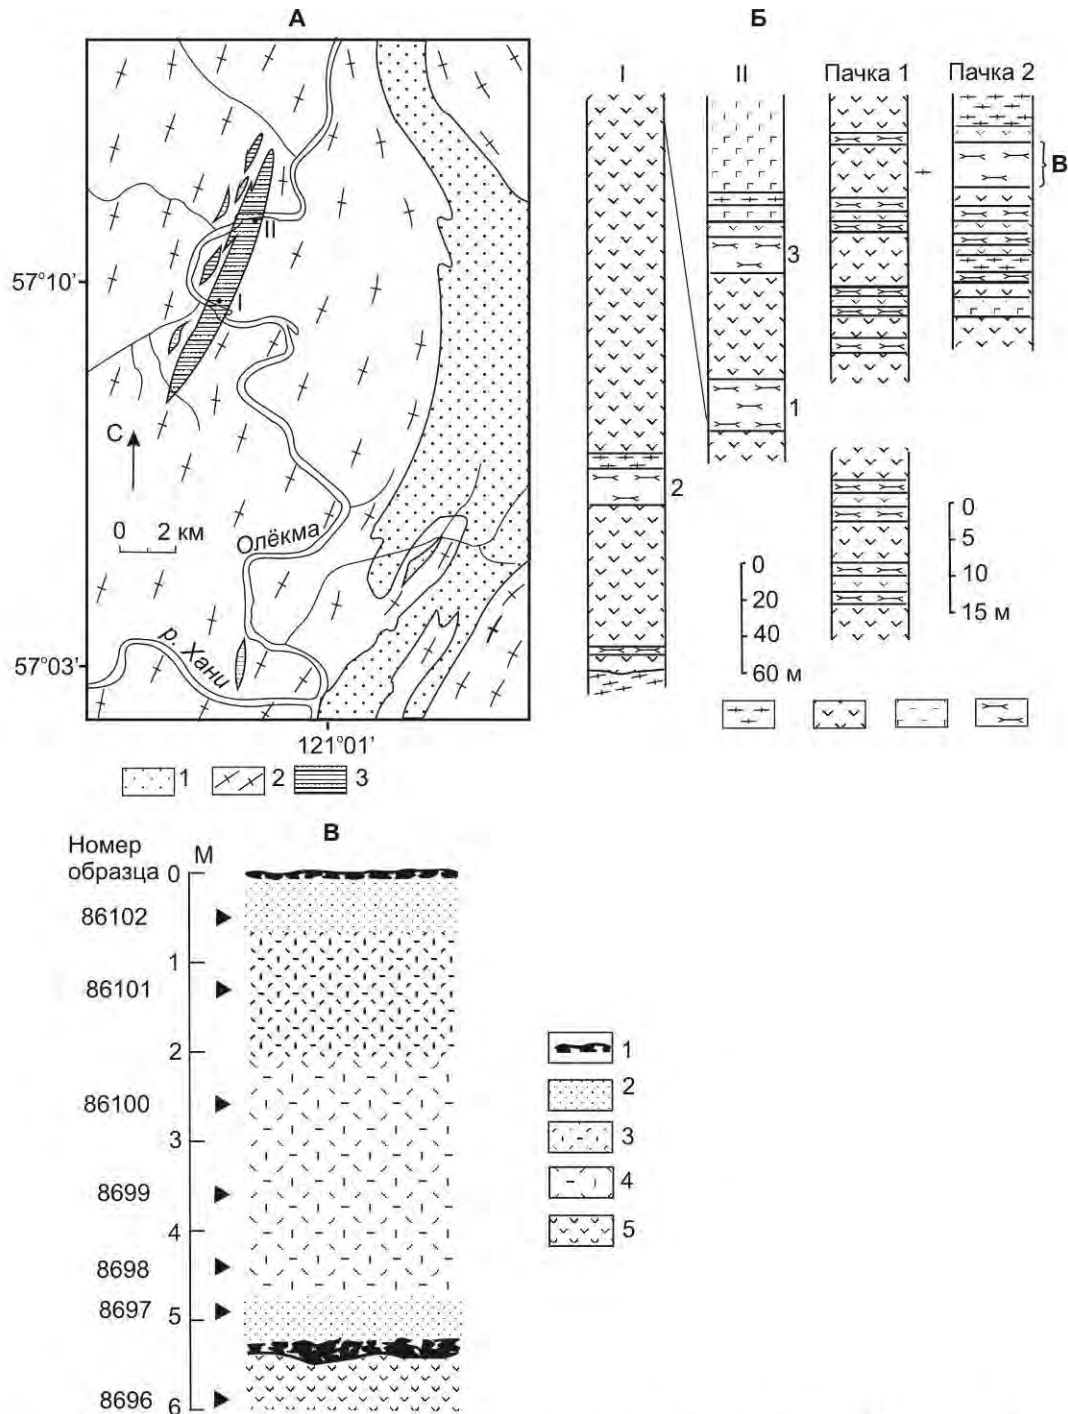 А
Б
I
II
Пачка 1
Пачка 2
В
3
1
2
57°10'
II
I
С
0 2 км
Олёкма
р. Хани
57°03'
121°01'
1
2
3
0
20
40
60 м
0
5
10
15 м
В
Номер
образца
М
0
86102
1
86101
2
86100
3
8699
4
8698
8697
5
8696
6
1
2
3
4
5